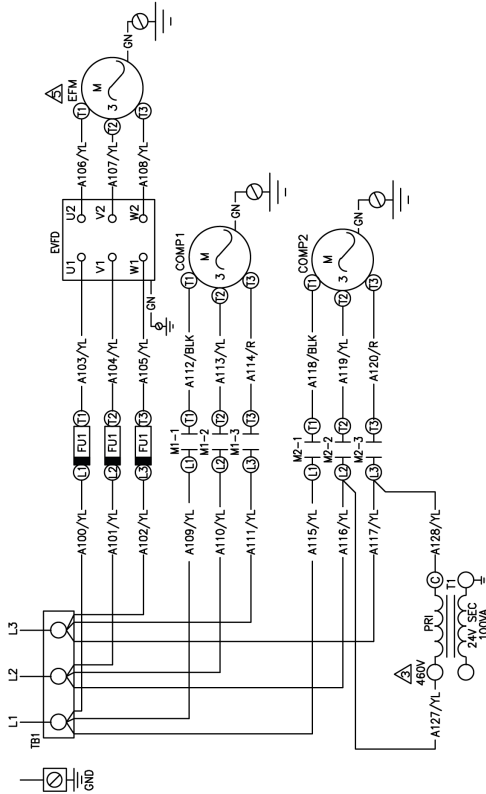 GND
TB1
L1
L2
L3
A100/YL
L1
FU1
T1
A103/YL
U1
U2
A106/YL
T1
A101/YL
L2
FU1
T2
A104/YL
V1
V2
A107/YL
T2
A102/YL
L3
FU1
T3
A105/YL
W1
W2
A108/YL
T3
EVFD
GN
5
EFM
M
3
GN
A109/YL
L1
M1-1
T1
A112/BLK
T1
A110/YL
L2
M1-2
T2
A113/YL
T2
A111/YL
L3
M1-3
T3
A114/R
T3
COMP1
M
3
GN
A115/YL
L1
M2-1
T1
A118/BLK
T1
A116/YL
L2
M2-2
T2
A119/YL
T2
A117/YL
L3
M2-3
T3
A120/R
T3
COMP2
M
3
GN
A127/YL
3
460V
PRI
C
A128/YL
T1
24V SEC
100VA